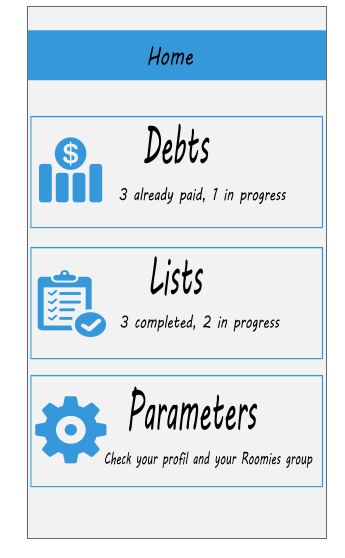 Home
$
Debts
3 already paid, 1 in progress
Lists
3 completed, 2 in progress
Parameters
Check your profil and your Roomies group